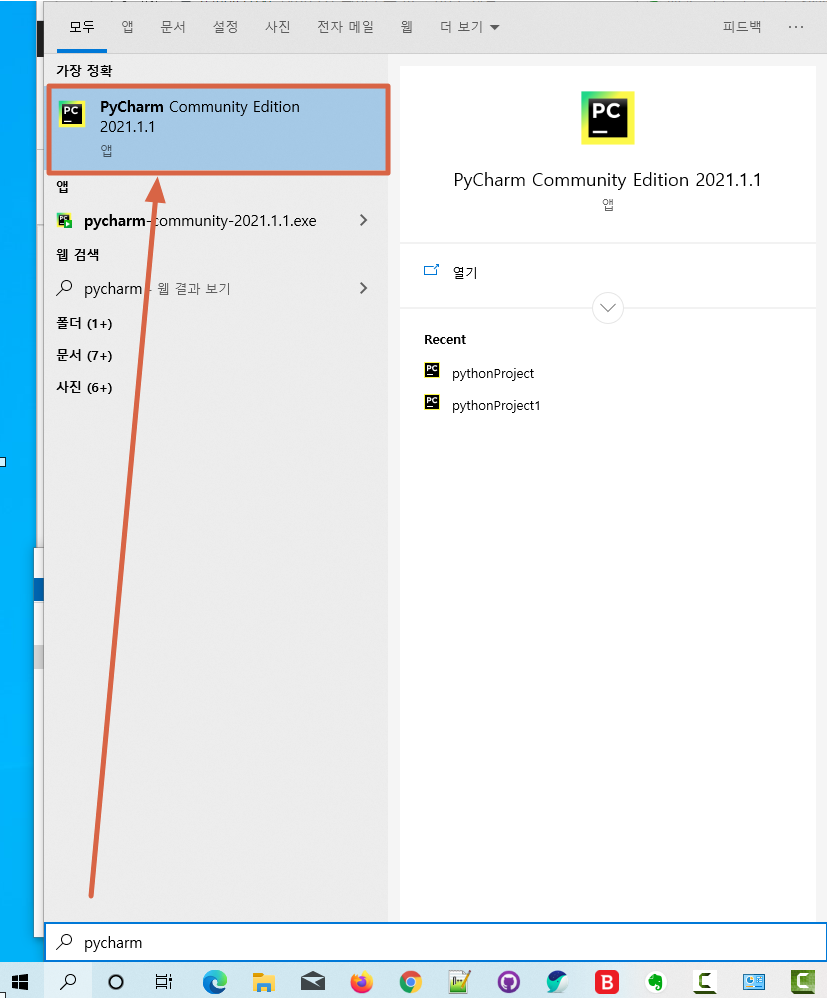 모두 앱 문서 설정 사진 전자 메일 웹 더 보기 피드백 ···
가장 정확
PC
PyCharm Community Edition
2021.1.1
앱
앱
pycharm-community-2021.1.1.exe
웹 검색
pycharm - 웹 결과 보기
폴더 (1+)
문서 (7+)
사진 (6+)
PC
PyCharm Community Edition 2021.1.1
앱
열기
Recent
PC
pythonProject
PC
pythonProject1
pycharm